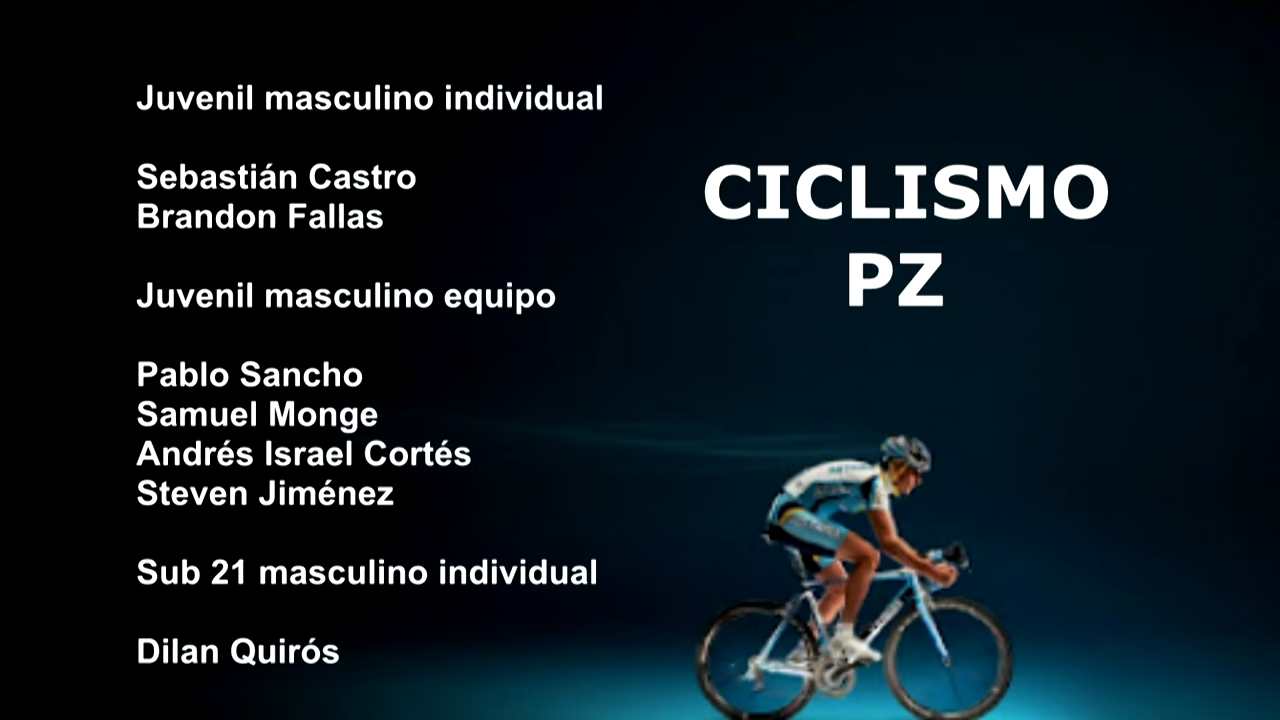 Juvenil masculino individual
Sebastián Castro
Brandon Fallas
Juvenil masculino equipo
Pablo Sancho
Samuel Monge
Andrés Israel Cortés
Steven Jiménez
Sub 21 masculino individual
Dilan Quirós
CICLISMO
PZ